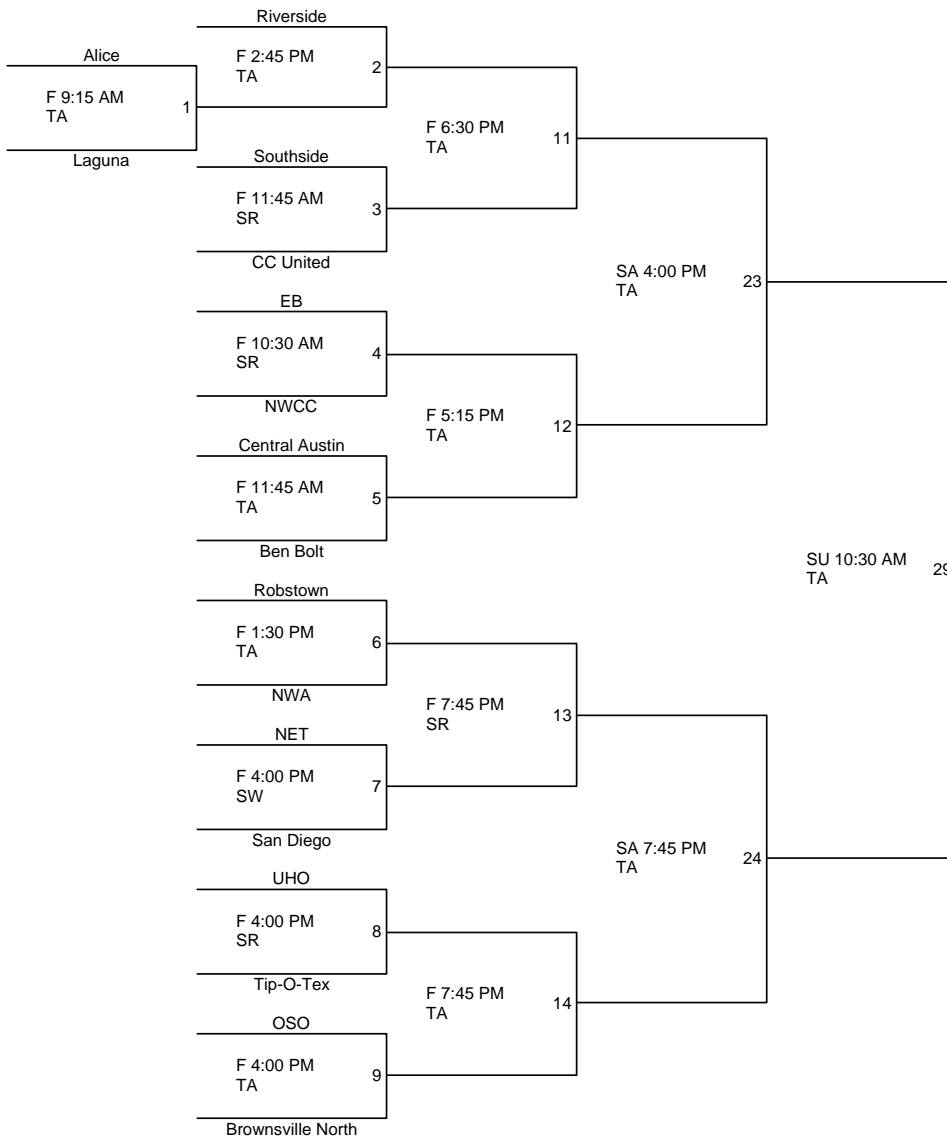 Riverside
F 2:45 PM
TA
2
Alice
F 9:15 AM
TA
1
Laguna
F 6:30 PM
TA
11
Southside
F 11:45 AM
SR
3
CC United
SA 4:00 PM
TA
23
EB
F 10:30 AM
SR
4
NWCC
F 5:15 PM
TA
12
Central Austin
F 11:45 AM
TA
5
Ben Bolt
SU 10:30 AM
TA
29
Robstown
F 1:30 PM
TA
6
NWA
F 7:45 PM
SR
13
NET
F 4:00 PM
SW
7
San Diego
SA 7:45 PM
TA
24
UHO
F 4:00 PM
SR
8
Tip-O-Tex
F 7:45 PM
TA
14
OSO
F 4:00 PM
TA
9
Brownsville North